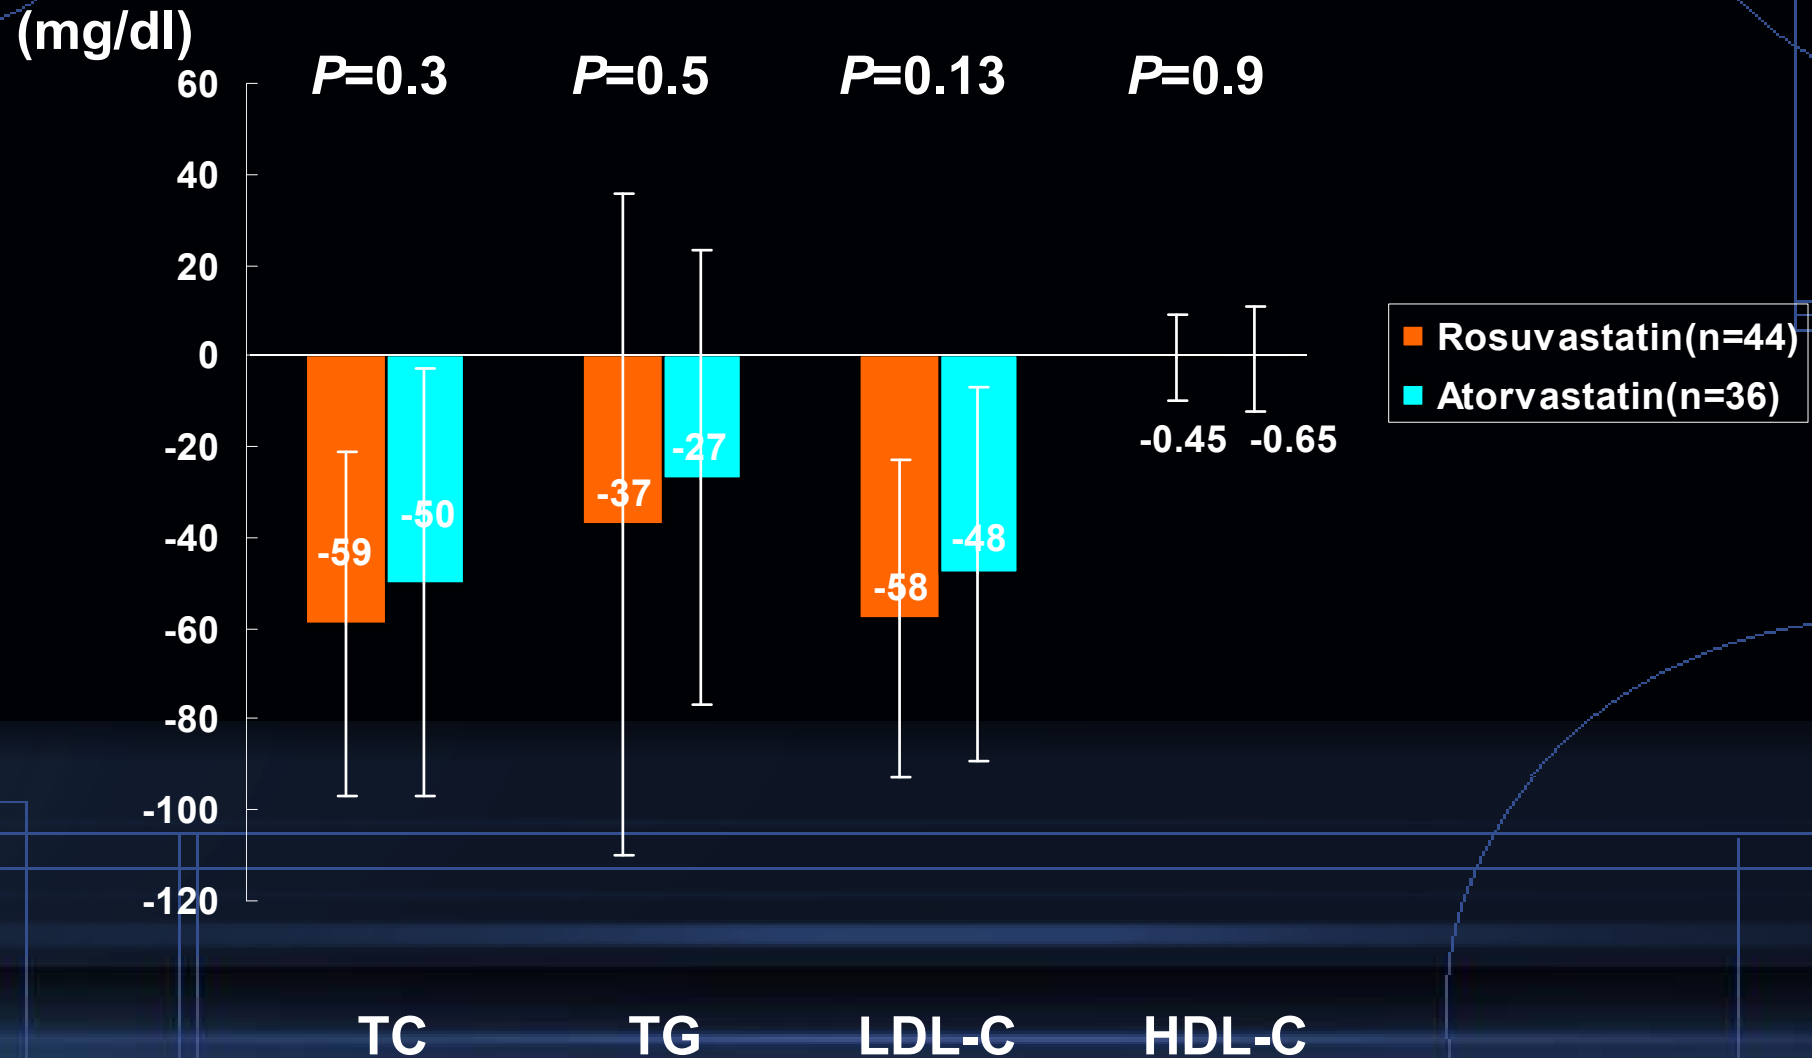 (mg/dl)
P=0.3 P=0.5 P=0.13 P=0.9
60
40
20
0
-20
-40
-60
-80
-100
-120
-59 -50 -37 -27 -58 -48 -0.45 -0.65
Rosuvastatin(n=44)
Atorvastatin(n=36)
TC TG LDL-C HDL-C